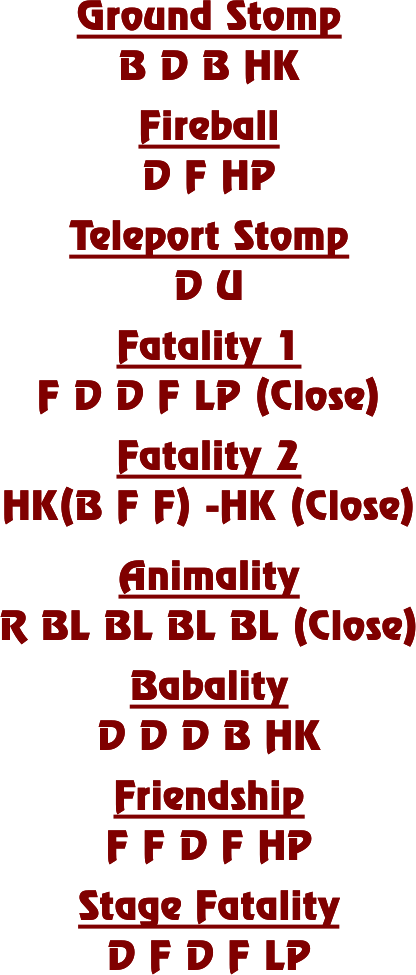 Ground Stomp
B D B HK
Fireball
D F HP
Teleport Stomp
D U
Fatality 1
F D D F LP (Close)
Fatality 2
HK(B F F) -HK (Close)
Animality
R BL BL BL BL (Close)
Babality
D D D B HK
Friendship
F F D F HP
Stage Fatality
D F D F LP